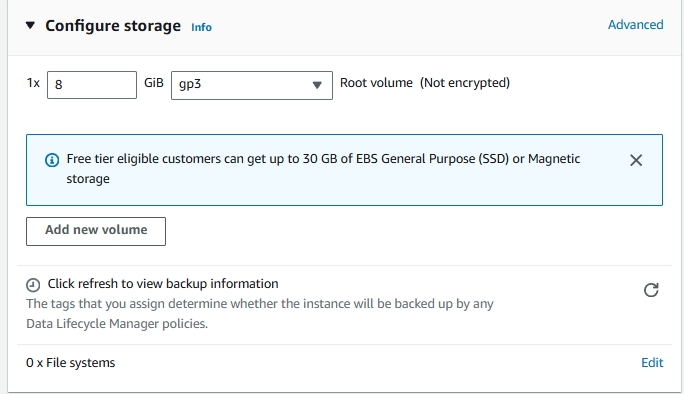 Configure storage Info Advanced
1x 8 GiB gp3 Root volume (Not encrypted)
Free tier eligible customers can get up to 30 GB of EBS General Purpose (SSD) or Magnetic
storage
Add new volume
Click refresh to view backup information
The tags that you assign determine whether the instance will be backed up by any
Data Lifecycle Manager policies.
0 x File systems Edit